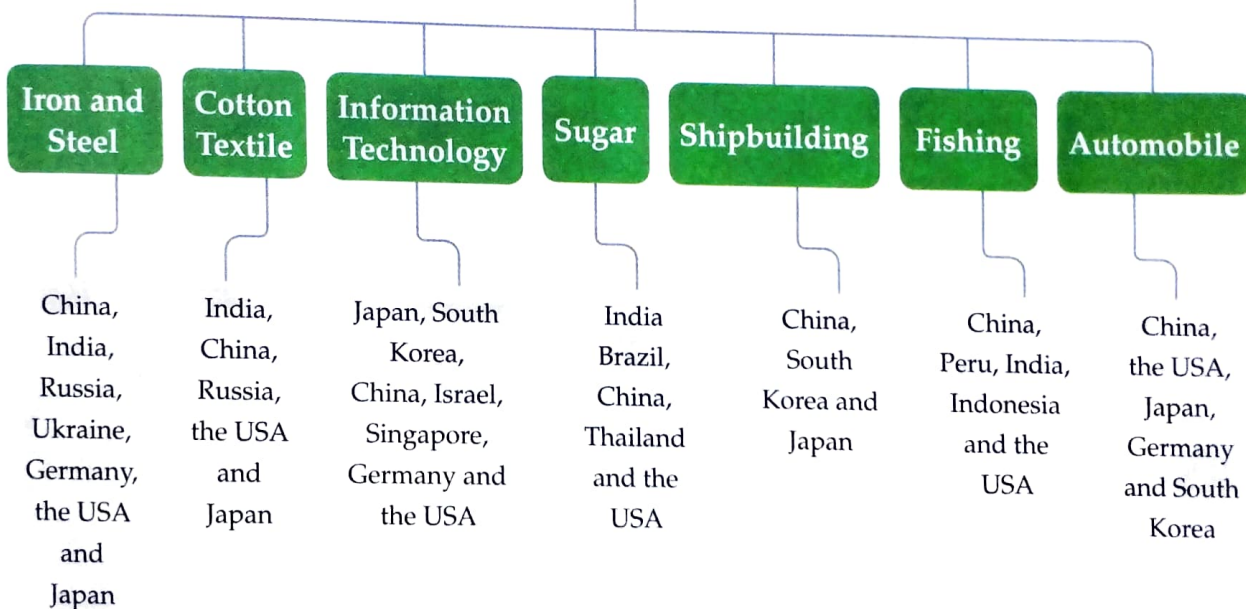 Iron and
Steel
Cotton
Textile
Information
Technology
Sugar
Shipbuilding
Fishing
Automobile
China,
India,
Russia,
Ukraine,
Germany,
the USA
and
Japan
India,
China,
Russia,
the USA
and
Japan
Japan, South
Korea,
China, Israel,
Singapore,
Germany and
the USA
India
Brazil,
China,
Thailand
and the
USA
China,
South
Korea and
Japan
China,
Peru, India,
Indonesia
and the
USA
China,
the USA,
Japan,
Germany
and South
Korea